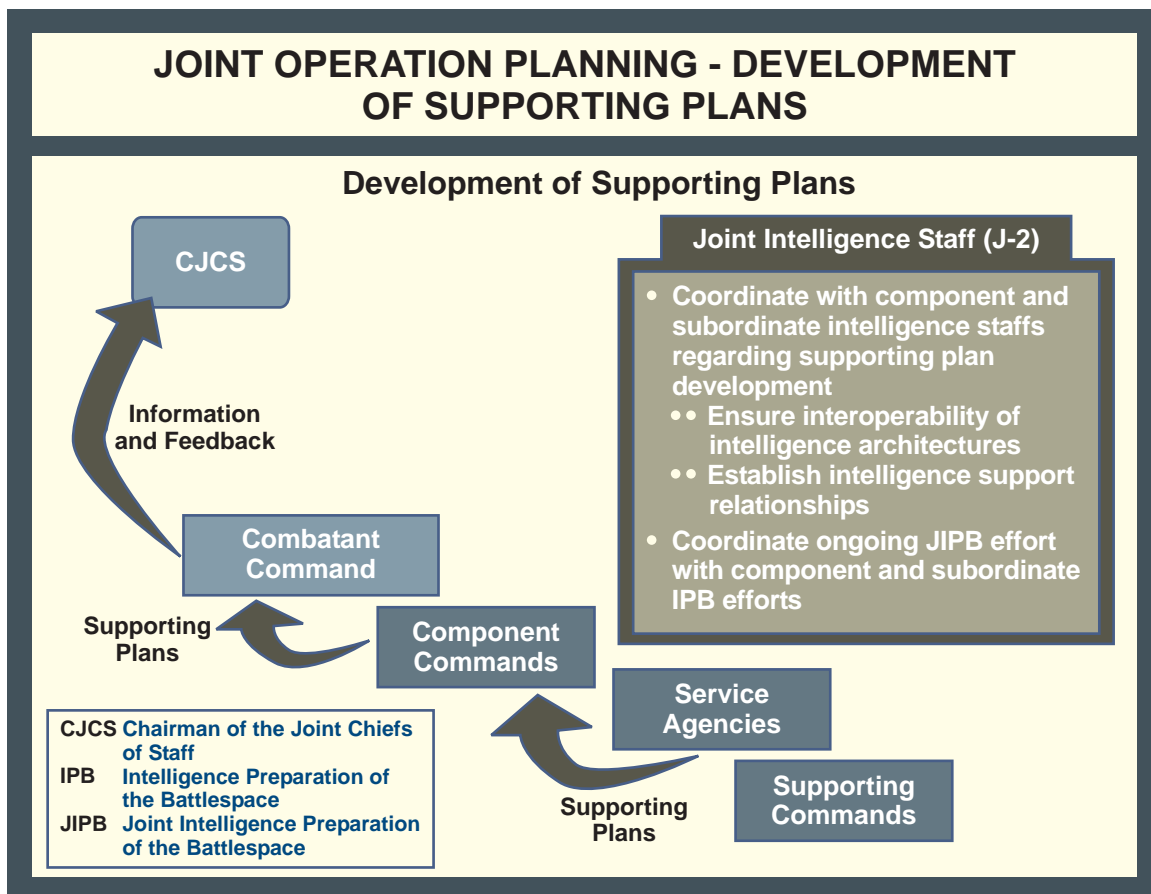 JOINT OPERATION PLANNING - DEVELOPMENT
OF SUPPORTING PLANS
Development of Supporting Plans
CJCS
Information
and Feedback
Combatant
Command
Supporting
Plans
Component
Commands
Service
Agencies
Supporting
Commands
Supporting
Plans
Joint Intelligence Staff (J-2)
• Coordinate with component and
subordinate intelligence staffs
regarding supporting plan
development
•• Ensure interoperability of
intelligence architectures
•• Establish intelligence support
relationships
• Coordinate ongoing JIPB effort
with component and subordinate
IPB efforts
CJCS Chairman of the Joint Chiefs
of Staff
IPB Intelligence Preparation of
the Battlespace
JIPB Joint Intelligence Preparation
of the Battlespace